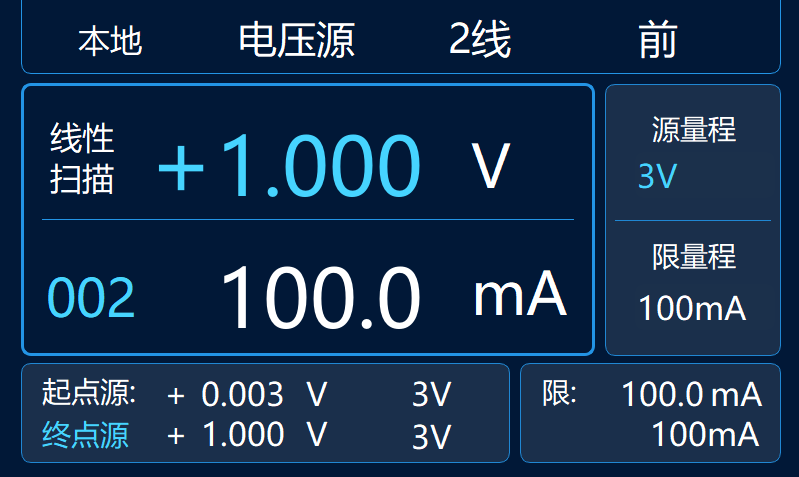 本地 电压源 2线 前
线性
扫描 +1.000 V
源量程
3V
002 100.0 mA
限量程
100mA
起点源: + 0.003 V 3V
终点源 + 1.000 V 3V
限: 100.0 mA
100mA